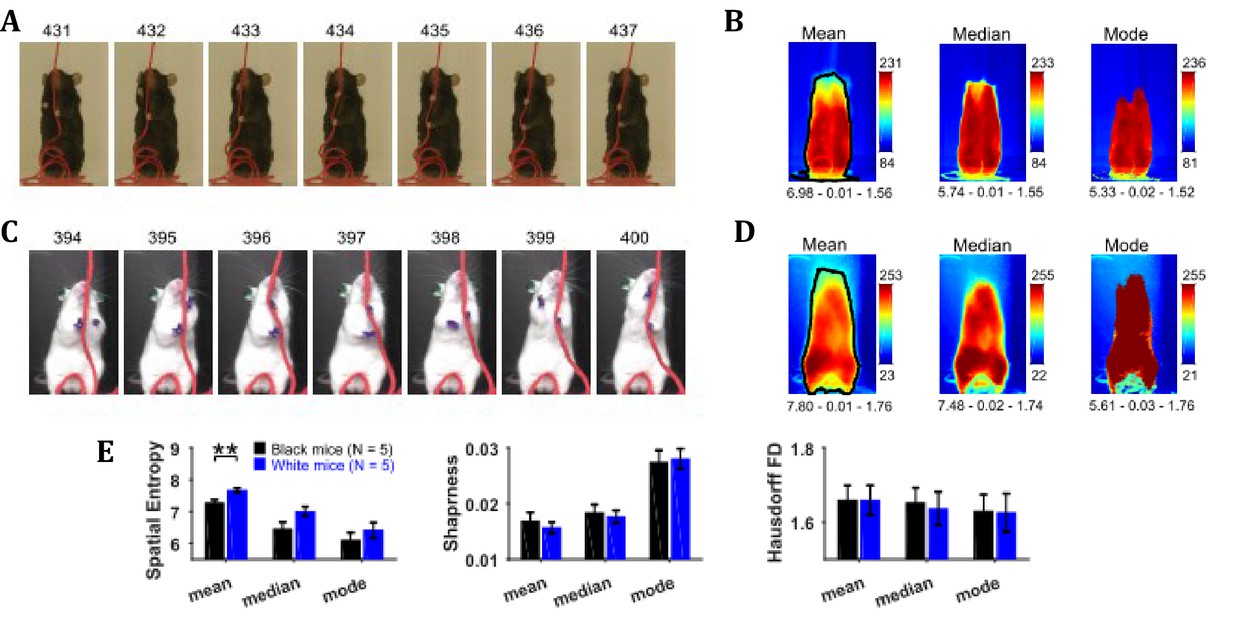 A
431 432 433 434 435 436 437
B
Mean Median Mode
231 233 236
84 84 81
6.98 - 0.01 - 1.56 5.74 - 0.01 - 1.55 5.33 - 0.02 - 1.52
C
394 395 396 397 398 399 400
D
Mean Median Mode
253 255 255
23 22 21
7.80 - 0.01 - 1.76 7.48 - 0.02 - 1.74 5.61 - 0.03 - 1.76
E
Spatial Entropy
9
8
7
6
**
Black mice (N = 5)
White mice (N = 5)
mean median mode
Shaprness
0.03
0.02
0.01
mean median mode
Hausdorff FD
1.8
1.6
mean median mode